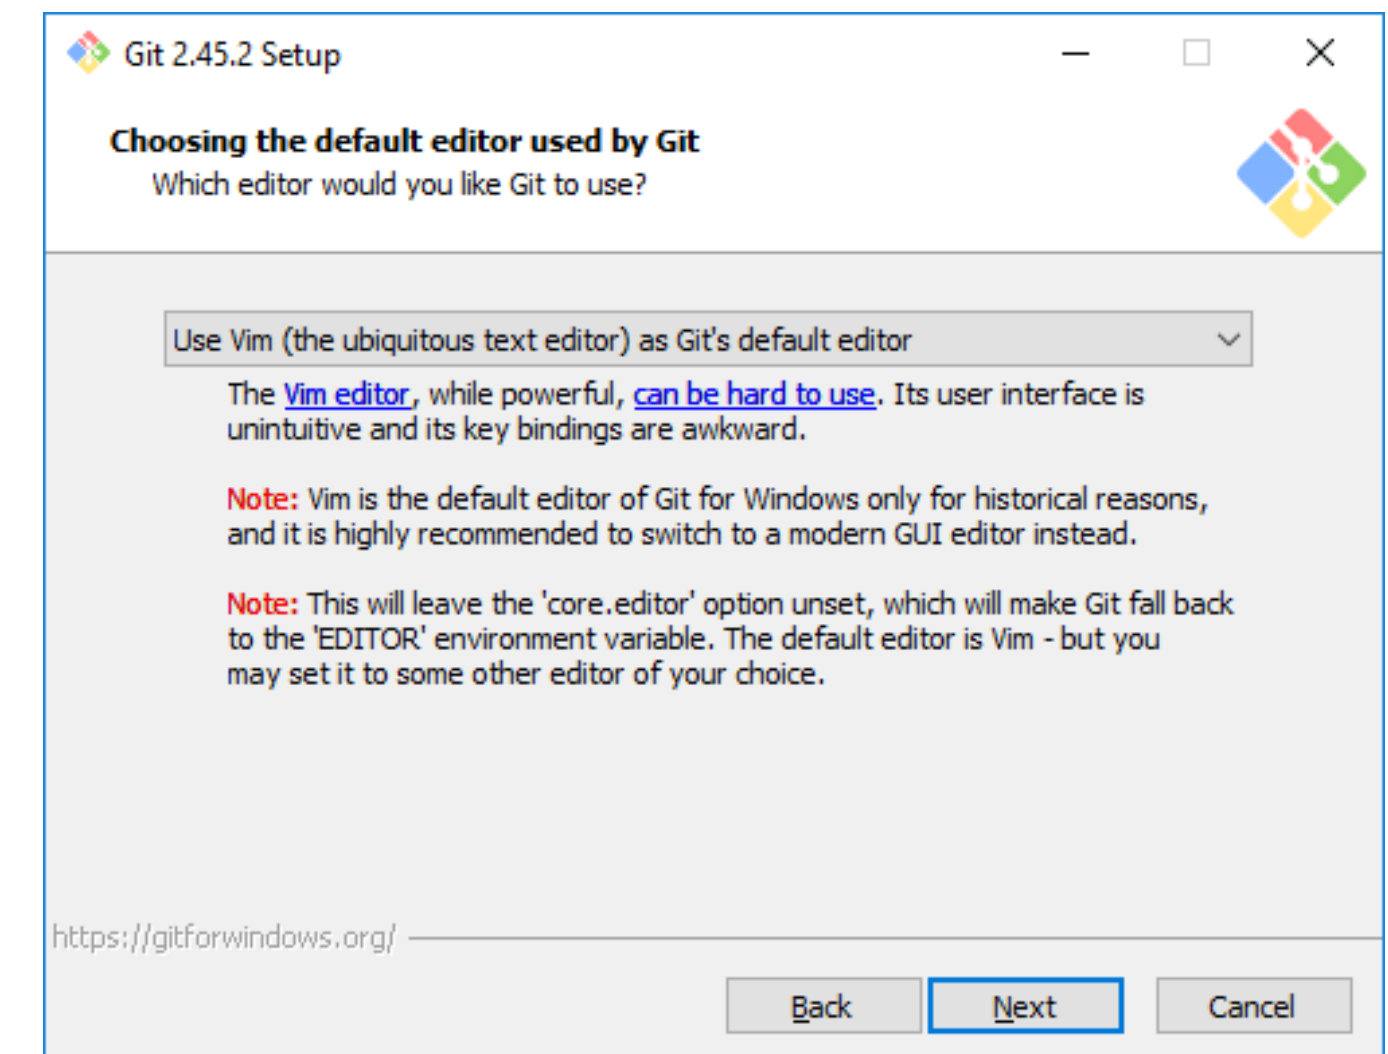 Git 2.45.2 Setup
Choosing the default editor used by Git
Which editor would you like Git to use?
Use Vim (the ubiquitous text editor) as Git's default editor
The Vim editor, while powerful, can be hard to use. Its user interface is
unintuitive and its key bindings are awkward.
Note: Vim is the default editor of Git for Windows only for historical reasons,
and it is highly recommended to switch to a modern GUI editor instead.
Note: This will leave the 'core.editor' option unset, which will make Git fall back
to the 'EDITOR' environment variable. The default editor is Vim - but you
may set it to some other editor of your choice.
https://gitforwindows.org/
Back Next Cancel